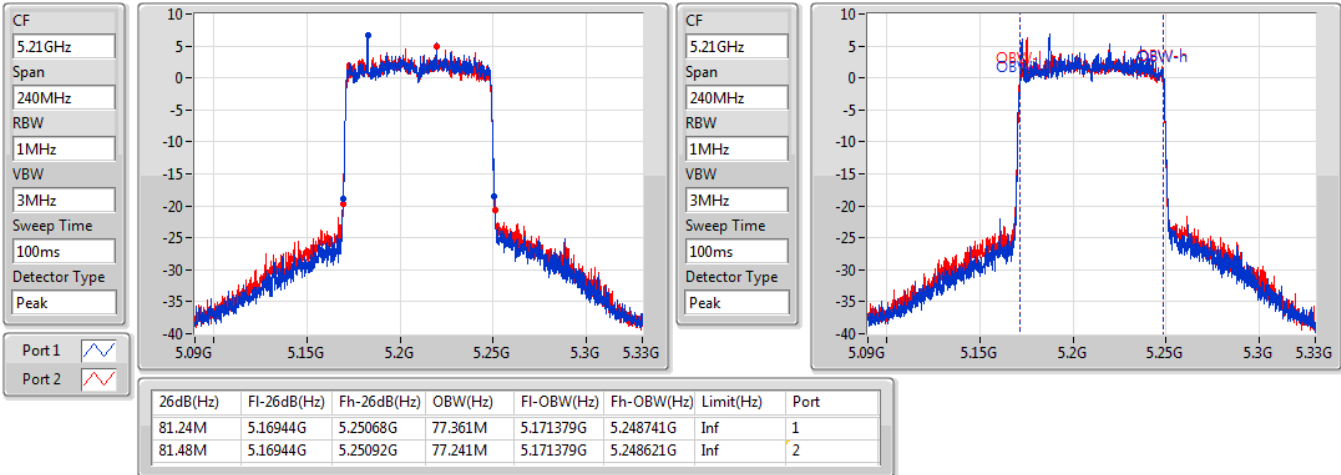 CF
5.21GHz
Span
240MHz
RBW
1MHz
VBW
3MHz
Sweep Time
100ms
Detector Type
Peak
Port 1
Port 2
10
5
0
-5
-10
-15
-20
-25
-30
-35
-40
5.09G 5.15G 5.2G 5.25G 5.3G 5.33G
CF
5.21GHz
Span
240MHz
RBW
1MHz
VBW
3MHz
Sweep Time
100ms
Detector Type
Peak
10
5
0
-5
-10
-15
-20
-25
-30
-35
-40
OBW-h
5.09G 5.15G 5.2G 5.25G 5.3G 5.33G
26dB(Hz) Fl-26dB(Hz) Fh-26dB(Hz) OBW(Hz) Fl-OBW(Hz) Fh-OBW(Hz) Limit(Hz) Port
81.24M 5.16944G 5.25068G 77.361M 5.171379G 5.248741G Inf 1
81.48M 5.16944G 5.25092G 77.241M 5.171379G 5.248621G Inf 2